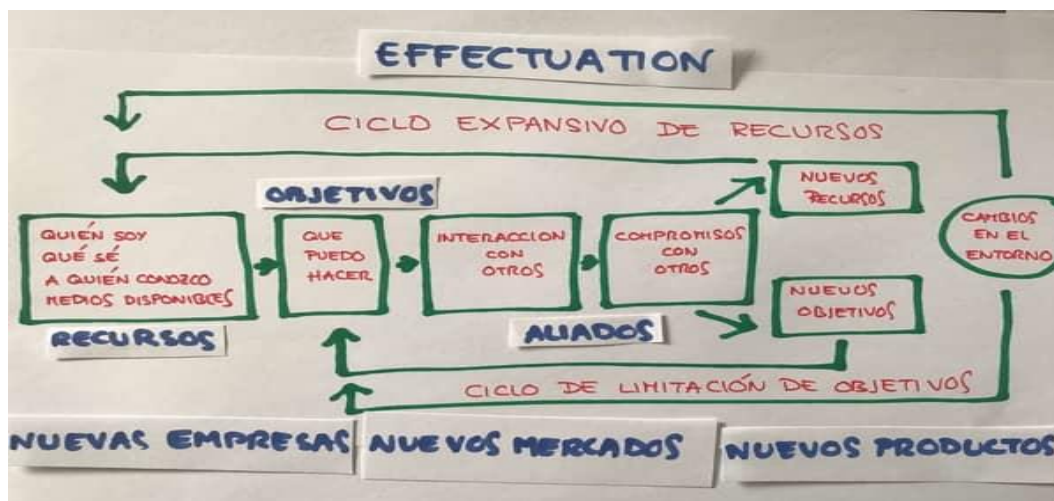 EFFECTUATION
CICLO EXPANSIVO DE RECURSOS
OBJETIVOS
QUIÉN SOY
QUÉ SÉ
A QUIÉN CONOZCO
MEDIOS DISPONIBLES
RECURSOS
QUE
PUEDO
HACER
INTERACCION
CON
OTROS
COMPROMISOS
CON
OTROS
ALIADOS
NUEVOS
RECURSOS
NUEVOS
OBJETIVOS
CAMBIOS
EN EL
ENTORNO
CICLO DE LIMITACIÓN DE OBJETIVOS
NUEVAS EMPRESAS
NUEVOS MERCADOS
NUEVOS PRODUCTOS